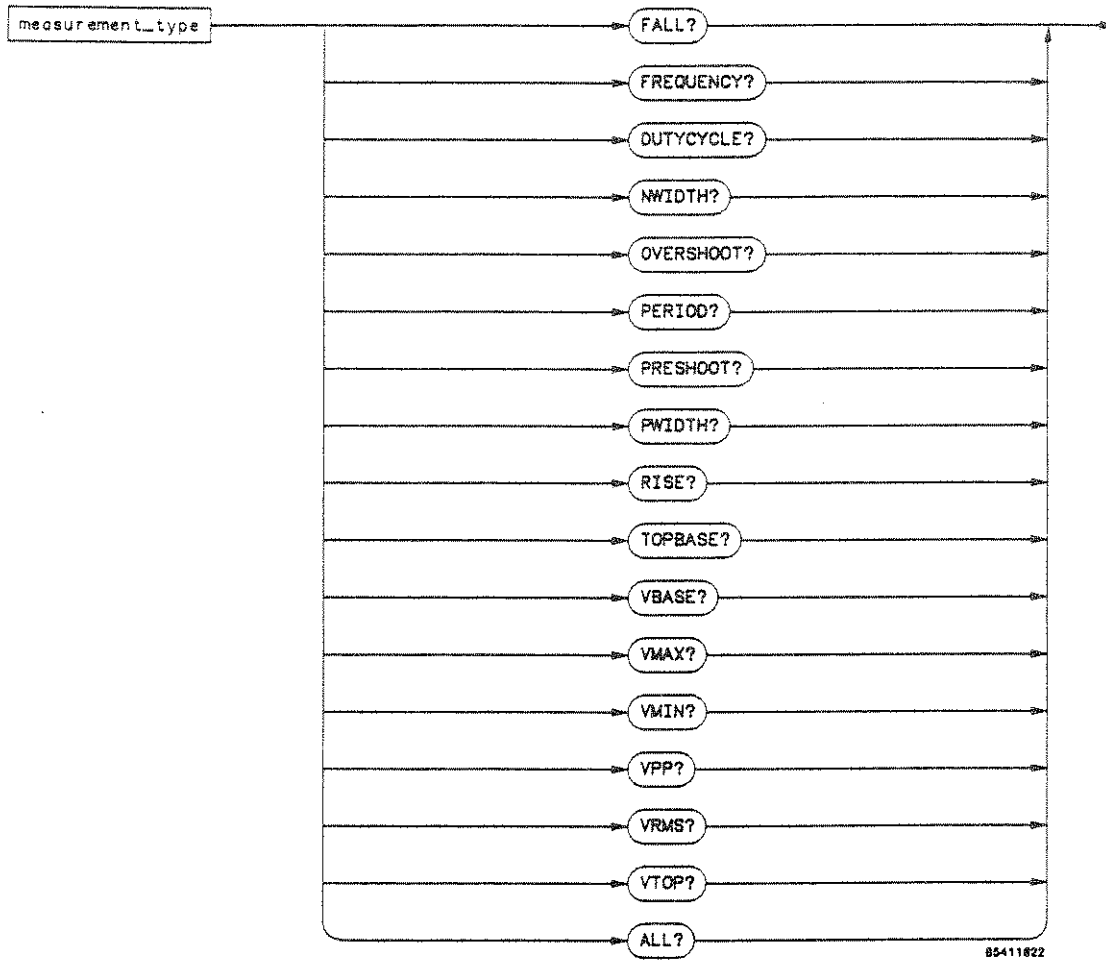 measurement_type
FALL?
FREQUENCY?
DUTYCYCLE?
NWIDTH?
OVERSHOOT?
PERIOD?
PRESHOOT?
PWIDTH?
RISE?
TOPBASE?
VBASE?
VMAX?
VMIN?
VPP?
VRMS?
VTOP?
ALL?
85411822